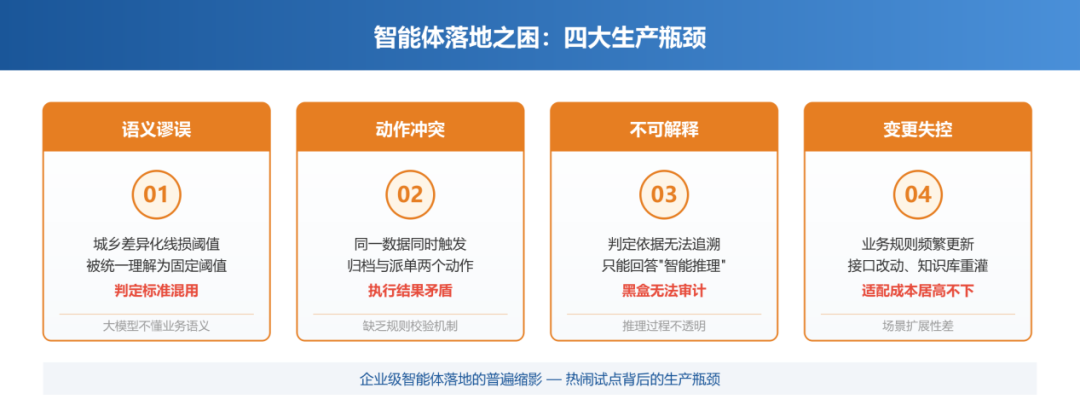 智能体落地之困：四大生产瓶颈
语义谬误
01
城乡差异化线损阈值
被统一理解为固定阈值
判定标准混用
大模型不懂业务语义
动作冲突
02
同一数据同时触发
归档与派单两个动作
执行结果矛盾
缺乏规则校验机制
不可解释
03
判定依据无法追溯
只能回答"智能推理"
黑盒无法审计
推理过程不透明
变更失控
04
业务规则频繁更新
接口改动、知识库重灌
适配成本居高不下
场景扩展性差
企业级智能体落地的普遍缩影 — 热闹试点背后的生产瓶颈